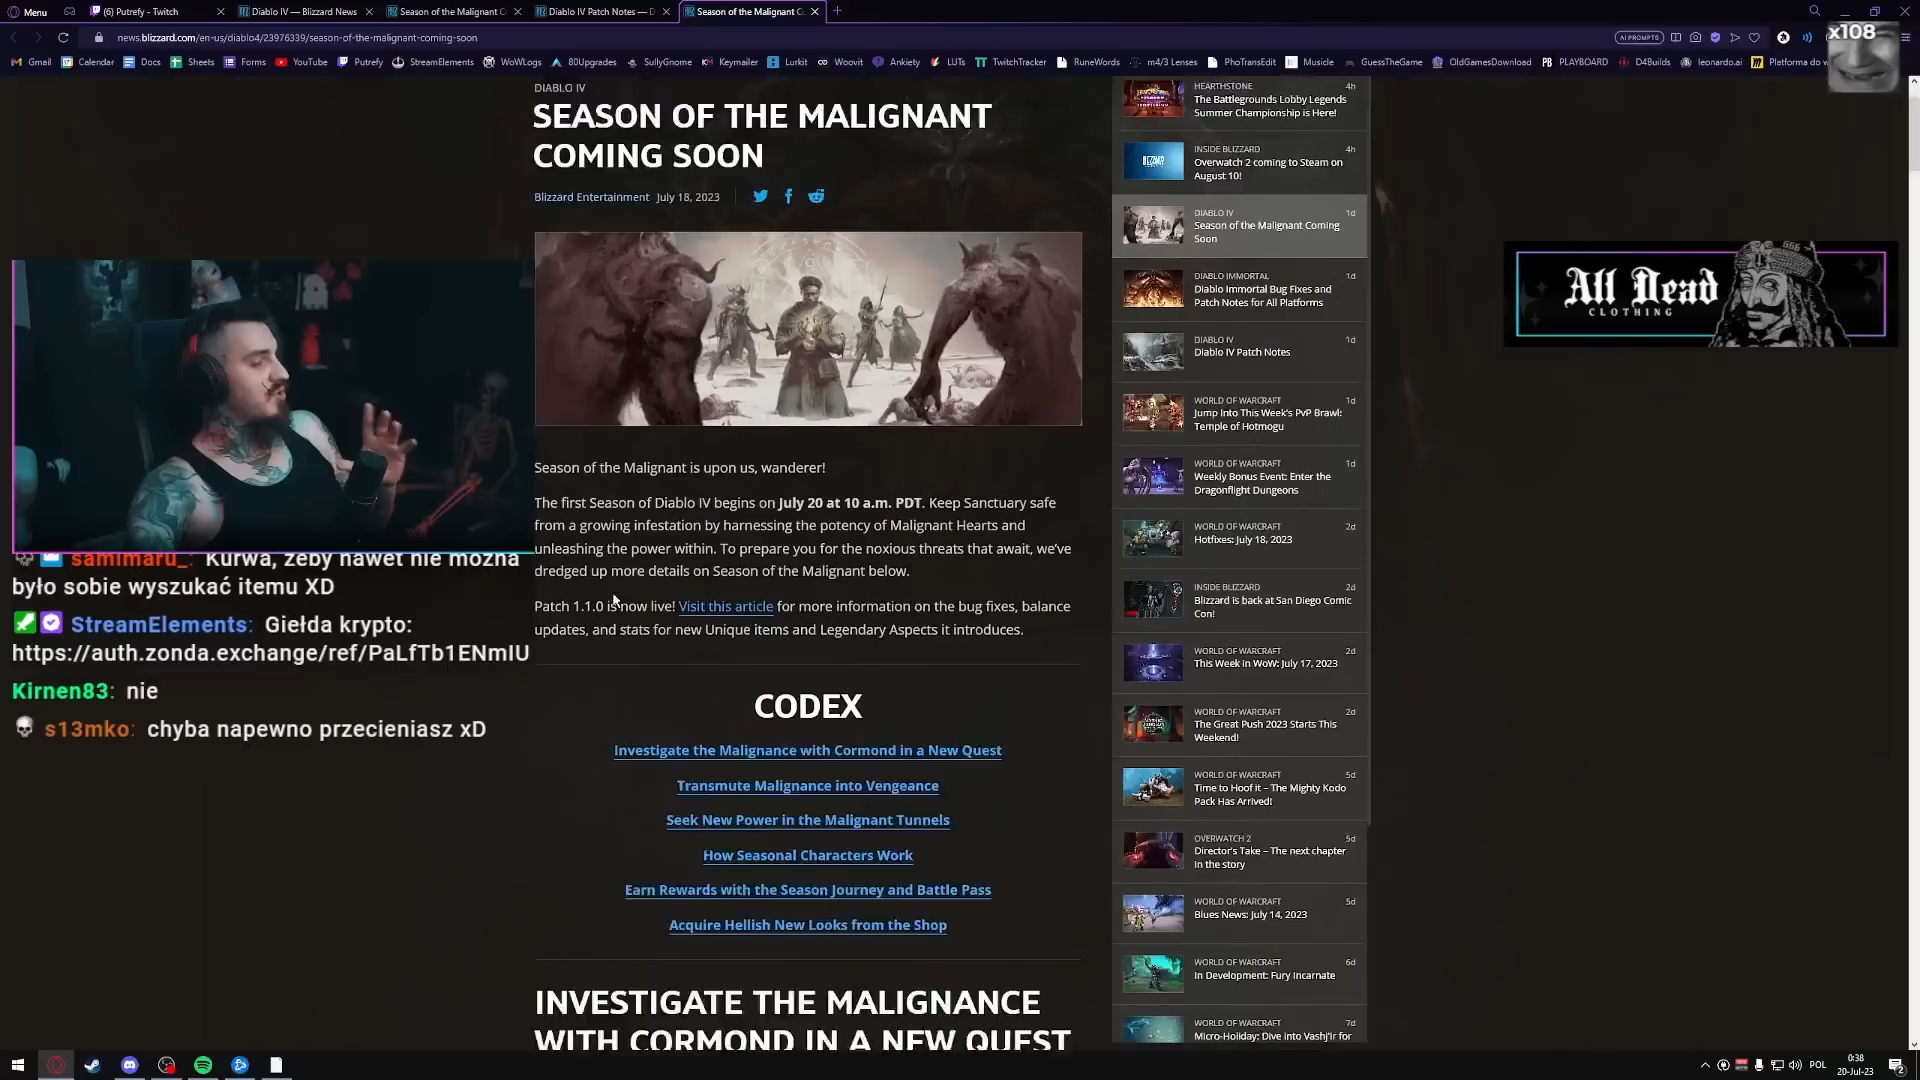 Menu
(6) Putrefy - Twitch
Diablo IV — Blizzard News
Season of the Malignant C
Diablo IV Patch Notes — D
Season of the Malignant C
news.blizzard.com/en-us/diablo4/23976339/season-of-the-malignant-coming-soon
AI PROMPTS
x108
Gmail
Calendar
Docs
Sheets
Forms
YouTube
Putrefy
StreamElements
WoWLogs
80Upgrades
SullyGnome
Keymailer
Lurkit
Woovit
Ankiety
LUTs
TwitchTracker
RuneWords
m4/3 Lenses
PhoTransEdit
Musicle
GuessTheGame
OldGamesDownload
PLAYBOARD
D4Builds
leonardo.ai
Platforma do w
DIABLO IV
SEASON OF THE MALIGNANT
COMING SOON
Blizzard Entertainment July 18, 2023
Season of the Malignant is upon us, wanderer!
The first Season of Diablo IV begins on July 20 at 10 a.m. PDT. Keep Sanctuary safe
from a growing infestation by harnessing the potency of Malignant Hearts and
unleashing the power within. To prepare you for the noxious threats that await, we've
dredged up more details on Season of the Malignant below.
Patch 1.1.0 is now live! Visit this article for more information on the bug fixes, balance
updates, and stats for new Unique items and Legendary Aspects it introduces.
CODEX
Investigate the Malignance with Cormond in a New Quest
Transmute Malignance into Vengeance
Seek New Power in the Malignant Tunnels
How Seasonal Characters Work
Earn Rewards with the Season Journey and Battle Pass
Acquire Hellish New Looks from the Shop
INVESTIGATE THE MALIGNANCE
WITH CORMOND IN A NEW QUEST
samimaru_: Kurwa, żeby nawet nie można
było sobie wyszukać itemu XD
StreamElements: Giełda krypto:
https://auth.zonda.exchange/ref/PaLfTb1ENmIU
Kirnen83: nie
s13mko: chyba napewno przecieniasz xD
HEARTHSTONE 4h
The Battlegrounds Lobby Legends
Summer Championship is Here!
INSIDE BLIZZARD 4h
Overwatch 2 coming to Steam on
August 10!
DIABLO IV 1d
Season of the Malignant Coming
Soon
DIABLO IMMORTAL 1d
Diablo Immortal Bug Fixes and
Patch Notes for All Platforms
DIABLO IV 1d
Diablo IV Patch Notes
WORLD OF WARCRAFT 1d
Jump Into This Week's PvP Brawl:
Temple of Hotmogu
WORLD OF WARCRAFT 1d
Weekly Bonus Event: Enter the
Dragonflight Dungeons
WORLD OF WARCRAFT 2d
Hotfixes: July 18, 2023
INSIDE BLIZZARD 2d
Blizzard is back at San Diego Comic
Con!
WORLD OF WARCRAFT 2d
This Week in WoW: July 17, 2023
WORLD OF WARCRAFT 2d
The Great Push 2023 Starts This
Weekend!
WORLD OF WARCRAFT 5d
Time to Hoof it – The Mighty Kodo
Pack Has Arrived!
OVERWATCH 2 5d
Director's Take – The next chapter
in the story
WORLD OF WARCRAFT 5d
Blues News: July 14, 2023
WORLD OF WARCRAFT 6d
In Development: Fury Incarnate
WORLD OF WARCRAFT 7d
Micro-Holiday: Dive into Vashj'ir for
All Dead
CLOTHING
POL
0:38
20-Jul-23